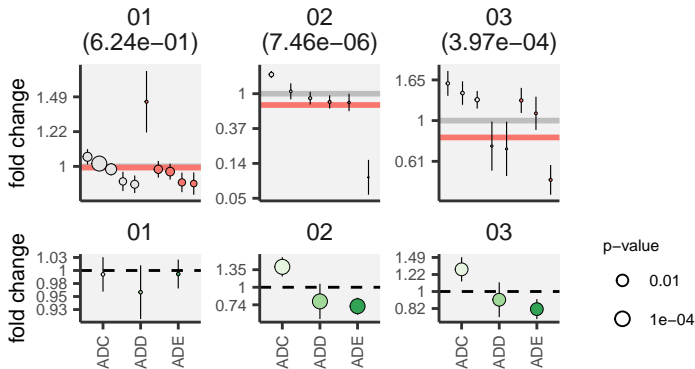 01 02 03
(6.24e−01) (7.46e−06) (3.97e−04)
fold change
1.49
1.22
1
1
0.37
0.14
0.05
1.65
1
0.61
01 02 03
fold change
1.03
1
0.98
0.95
0.93
1.35
1
0.74
1.49
1.22
1
0.82
ADC ADD ADE ADC ADD ADE ADC ADD ADE
p−value
0.01
1e−04